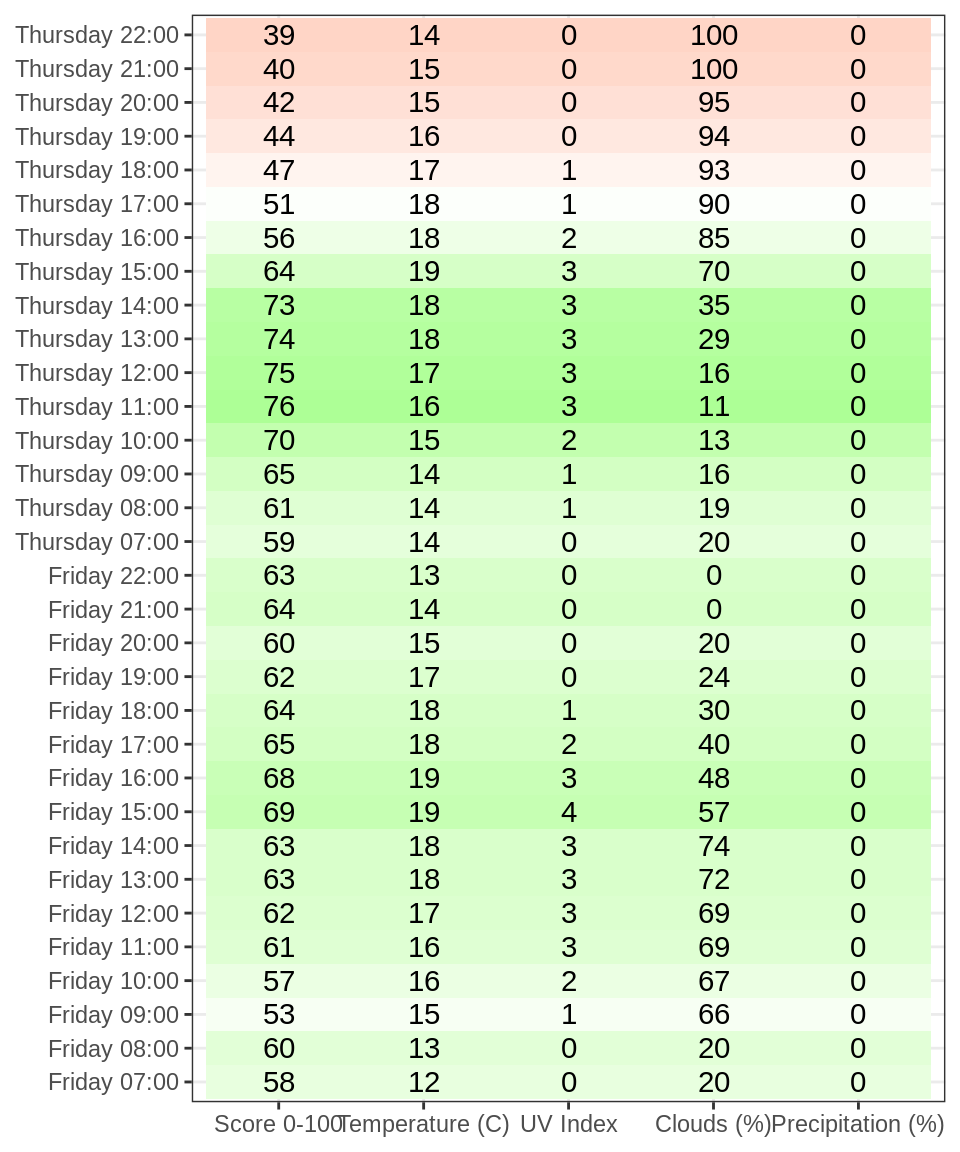 Thursday 22:00 39 14 0 100 0
Thursday 21:00 40 15 0 100 0
Thursday 20:00 42 15 0 95 0
Thursday 19:00 44 16 0 94 0
Thursday 18:00 47 17 1 93 0
Thursday 17:00 51 18 1 90 0
Thursday 16:00 56 18 2 85 0
Thursday 15:00 64 19 3 70 0
Thursday 14:00 73 18 3 35 0
Thursday 13:00 74 18 3 29 0
Thursday 12:00 75 17 3 16 0
Thursday 11:00 76 16 3 11 0
Thursday 10:00 70 15 2 13 0
Thursday 09:00 65 14 1 16 0
Thursday 08:00 61 14 1 19 0
Thursday 07:00 59 14 0 20 0
Friday 22:00 63 13 0 0 0
Friday 21:00 64 14 0 0 0
Friday 20:00 60 15 0 20 0
Friday 19:00 62 17 0 24 0
Friday 18:00 64 18 1 30 0
Friday 17:00 65 18 2 40 0
Friday 16:00 68 19 3 48 0
Friday 15:00 69 19 4 57 0
Friday 14:00 63 18 3 74 0
Friday 13:00 63 18 3 72 0
Friday 12:00 62 17 3 69 0
Friday 11:00 61 16 3 69 0
Friday 10:00 57 16 2 67 0
Friday 09:00 53 15 1 66 0
Friday 08:00 60 13 0 20 0
Friday 07:00 58 12 0 20 0
Score 0-100 Temperature (C) UV Index Clouds (%) Precipitation (%)